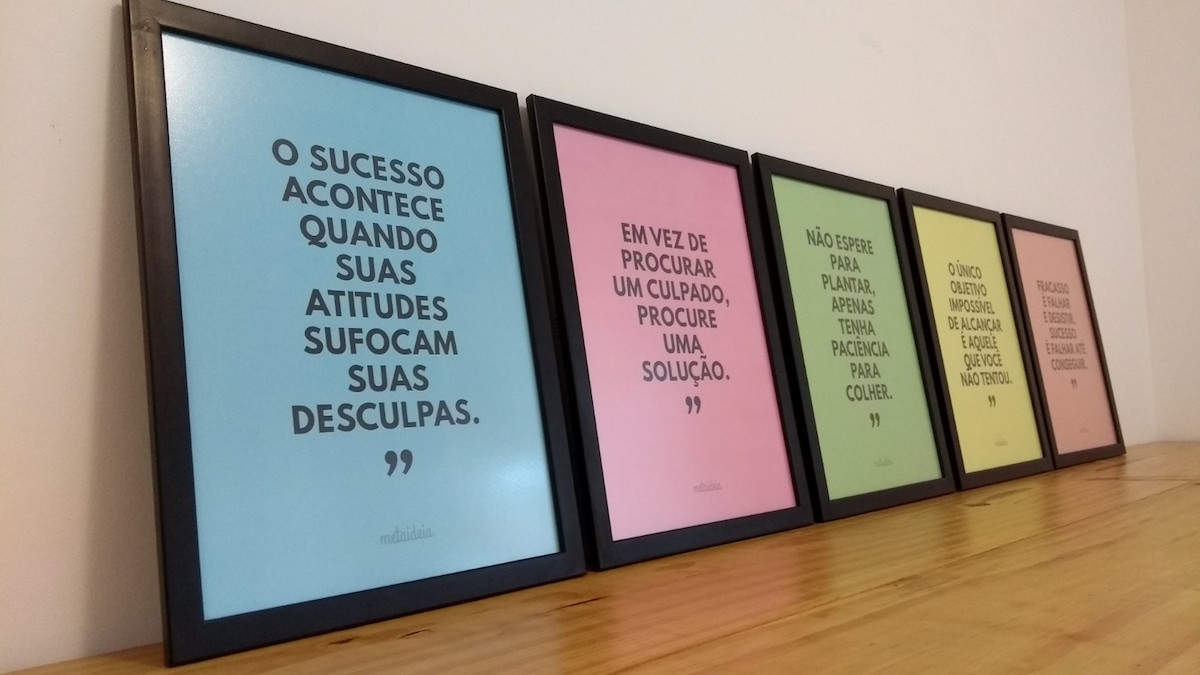 O SUCESSO
ACONTECE
QUANDO
SUAS
ATITUDES
SUFOCAM
SUAS
DESCULPAS.
”
metaideia
EM VEZ DE
PROCURAR
UM CULPADO,
PROCURE
UMA
SOLUÇÃO.
”
metaideia
NÃO ESPERE
PARA
PLANTAR,
APENAS
TENHA
PACIÊNCIA
PARA
COLHER.
”
metaideia
O ÚNICO
OBJETIVO
IMPOSSÍVEL
DE ALCANÇAR
É AQUELE
QUE VOCÊ
NÃO TENTOU.
”
FRACASSO
É FALHAR
E DESISTIR.
SUCESSO
É FALHAR ATÉ
CONSEGUIR.
”